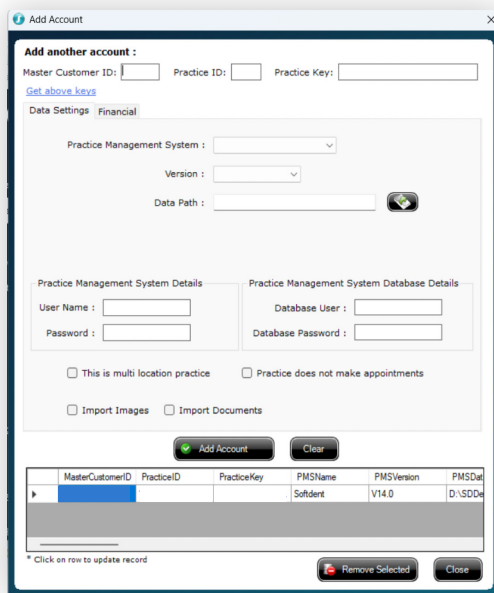 Add Account
Add another account :
Master Customer ID: Practice ID: Practice Key:
Get above keys
Data Settings Financial
Practice Management System :
Version :
Data Path :
Practice Management System Details Practice Management System Database Details
User Name : Database User :
Password : Database Password :
This is multi location practice Practice does not make appointments
Import Images Import Documents
Add Account Clear
MasterCustomerID PracticeID PracticeKey PMSName PMSVersion PMSDat
Softdent V14.0 D:\SDDe
* Click on row to update record
Remove Selected Close